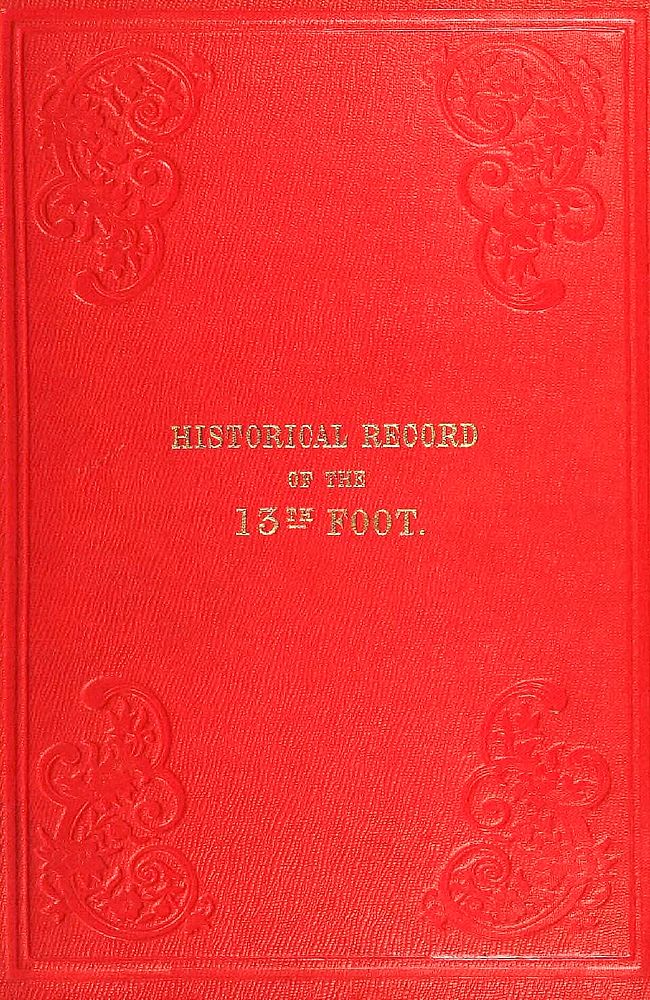 HISTORICAL RECORD
OF THE
13TH FOOT.